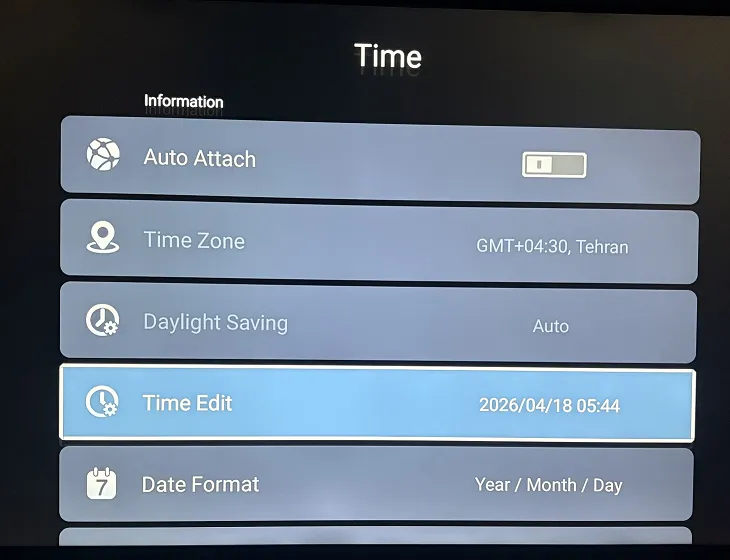 Time
Information
Auto Attach
Time Zone GMT+04:30, Tehran
Daylight Saving Auto
Time Edit 2026/04/18 05:44
7 Date Format Year / Month / Day